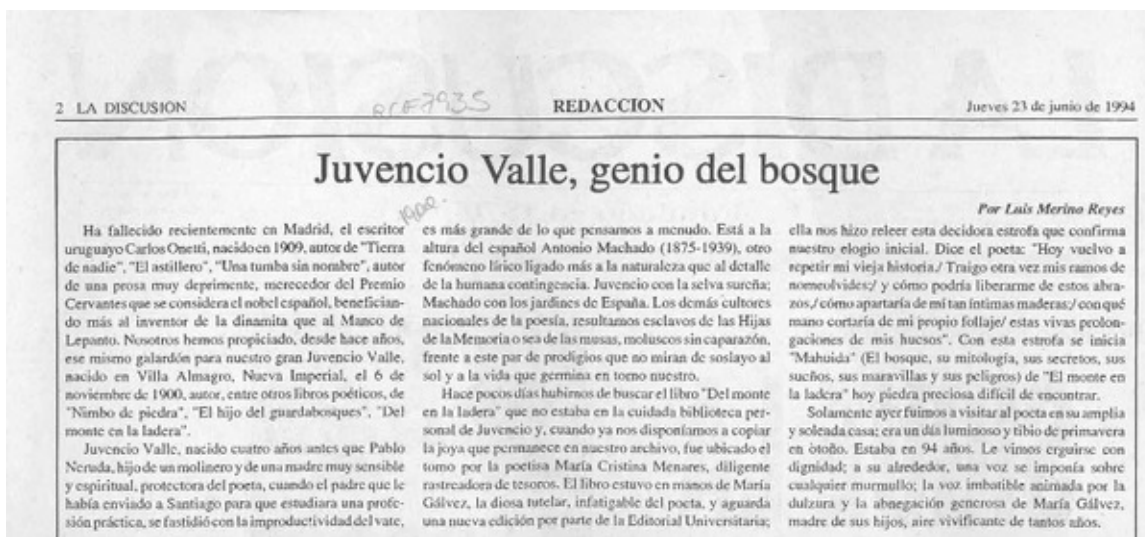 2 LA DISCUSION
RCE7935
REDACCION
Jueves 23 de junio de 1994
Juvencio Valle, genio del bosque
1900.
Por Luis Merino Reyes
Ha fallecido recientemente en Madrid, el escritor
uruguayo Carlos Onetti, nacido en 1909, autor de "Tierra
de nadie", "El astillero", "Una tumba sin nombre", autor
de una prosa muy deprimente, merecedor del Premio
Cervantes que se considera el nobel español, benefician-
do más al inventor de la dinamita que al Manco de
Lepanto. Nosotros hemos propiciado, desde hace años,
ese mismo galardón para nuestro gran Juvencio Valle,
nacido en Villa Almagro, Nueva Imperial, el 6 de
noviembre de 1900, autor, entre otros libros poéticos, de
"Nimbo de piedra", "El hijo del guardabosques", "Del
monte en la ladera".
Juvencio Valle, nacido cuatro años antes que Pablo
Neruda, hijo de un molinero y de una madre muy sensible
y espiritual, protectora del poeta, cuando el padre que le
había enviado a Santiago para que estudiara una profe-
sión práctica, se fastidió con la improductividad del vate,
es más grande de lo que pensamos a menudo. Está a la
altura del español Antonio Machado (1875-1939), otro
fenómeno lírico ligado más a la naturaleza que al detalle
de la humana contingencia. Juvencio con la selva sureña;
Machado con los jardines de España. Los demás cultores
nacionales de la poesía, resultamos esclavos de las Hijas
de la Memoria o sea de las musas, moluscos sin caparazón,
frente a este par de prodigios que no miran de soslayo al
sol y a la vida que germina en torno nuestro.
Hace pocos días hubimos de buscar el libro "Del monte
en la ladera" que no estaba en la cuidada biblioteca per-
sonal de Juvencio y, cuando ya nos disponíamos a copiar
la joya que permanece en nuestro archivo, fue ubicado el
tomo por la poetisa María Cristina Menares, diligente
rastreadora de tesoros. El libro estuvo en manos de María
Gálvez, la diosa tutelar, infatigable del poeta, y aguarda
una nueva edición por parte de la Editorial Universitaria;
ella nos hizo releer esta decidora estrofa que confirma
nuestro elogio inicial. Dice el poeta: "Hoy vuelvo a
repetir mi vieja historia./ Traigo otra vez mis ramos de
nomeolvides;/ y cómo podría liberarme de estos abra-
zos,/ cómo apartaría de mí tan íntimas maderas;/ con qué
mano cortaría de mi propio follaje/ estas vivas prolon-
gaciones de mis huesos". Con esta estrofa se inicia
"Mahuida" (El bosque, su mitología, sus secretos, sus
sueños, sus maravillas y sus peligros) de "El monte en
la ladera" hoy piedra preciosa difícil de encontrar.
Solamente ayer fuimos a visitar al poeta en su amplia
y soleada casa; era un día luminoso y tibio de primavera
en otoño. Estaba en 94 años. Le vimos erguirse con
dignidad; a su alrededor, una voz se imponía sobre
cualquier murmullo; la voz imbatible animada por la
dulzura y la abnegación generosa de María Gálvez,
madre de sus hijos, aire vivificante de tantos años.